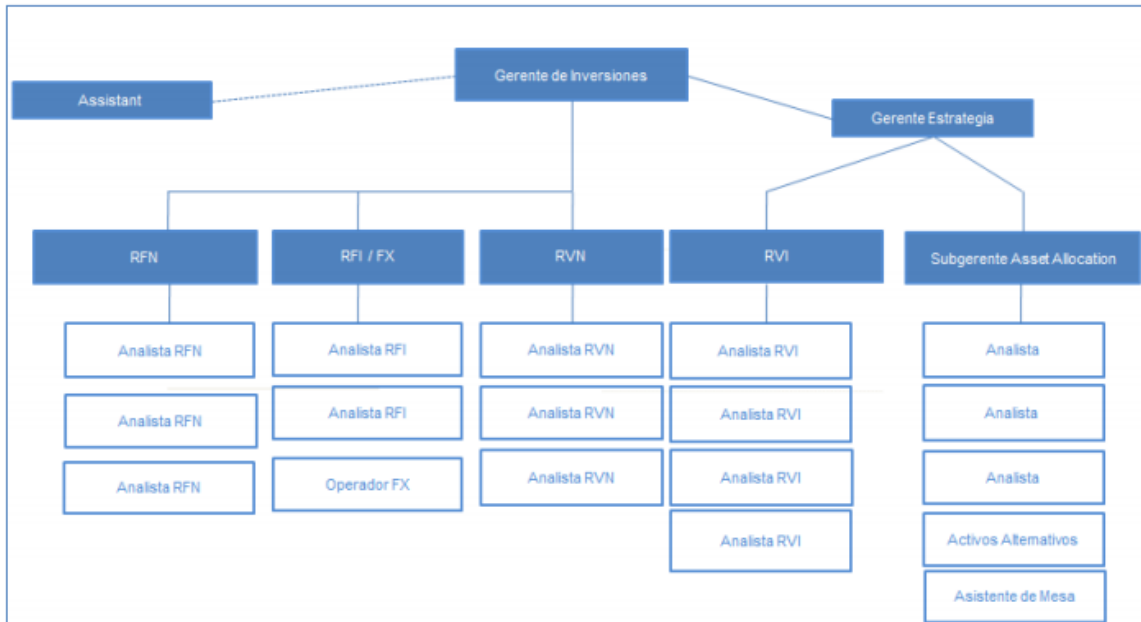 Gerente de Inversiones
Assistant
Gerente Estrategia
RFN
RFI / FX
RVN
RVI
Subgerente Asset Allocation
Analista RFN
Analista RFI
Analista RVN
Analista RVI
Analista
Analista RFN
Analista RFI
Analista RVN
Analista RVI
Analista
Analista RFN
Operador FX
Analista RVN
Analista RVI
Analista
Analista RVI
Activos Alternativos
Asistente de Mesa